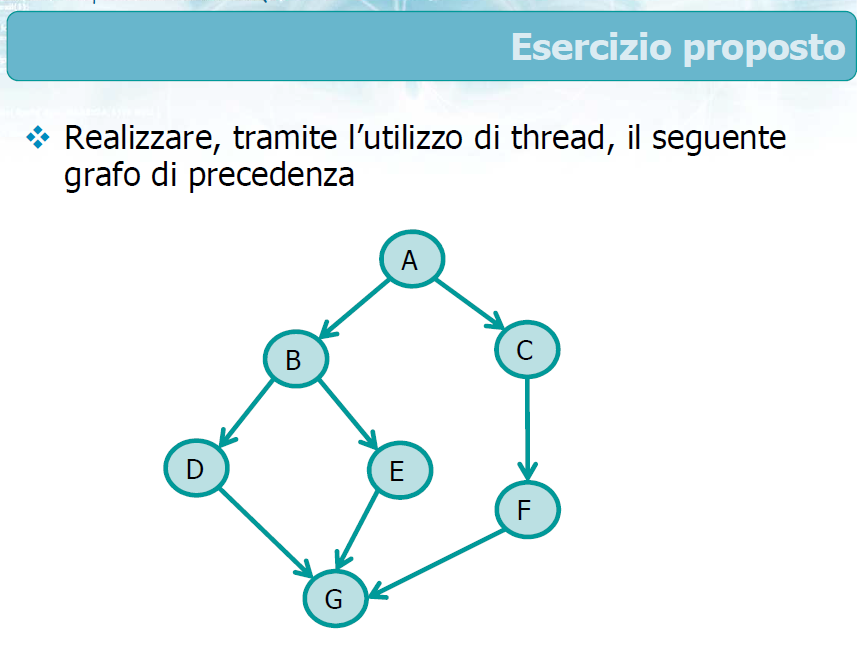 Esercizio proposto
Realizzare, tramite l'utilizzo di thread, il seguente
grafo di precedenza
A
B
C
D
E
F
G